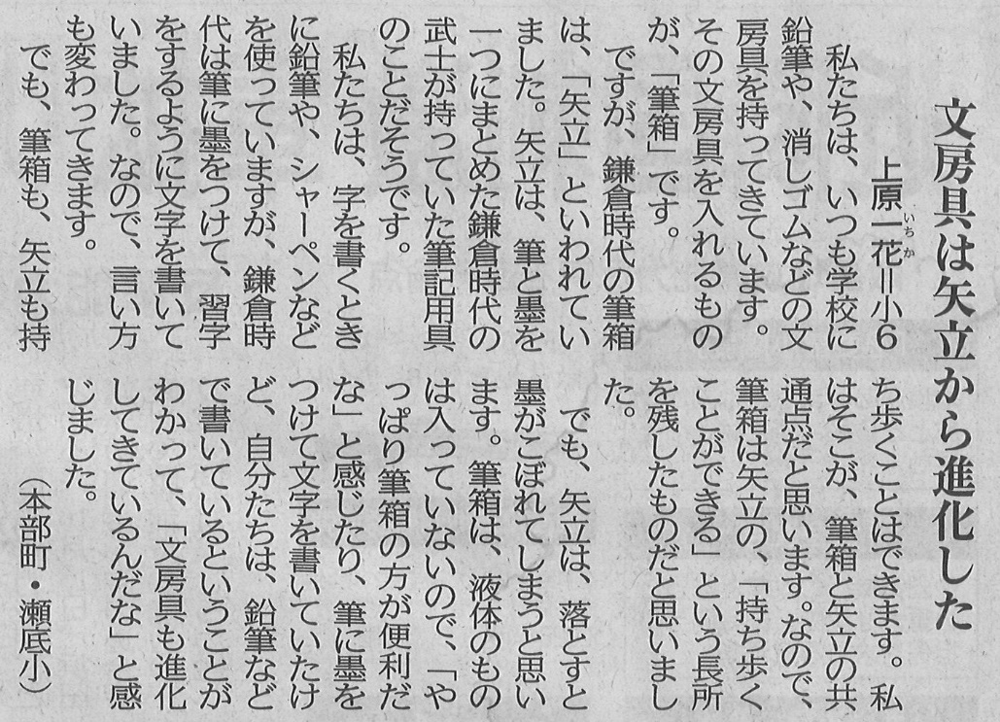 文房具は矢立から進化した
上原一花＝小6
いちか
私たちは、いつも学校に
鉛筆や、消しゴムなどの文
房具を持ってきています。
その文房具を入れるもの
が、「筆箱」です。
ですが、鎌倉時代の筆箱
は、「矢立」といわれてい
ました。矢立は、筆と墨を
一つにまとめた鎌倉時代の
武士が持っていた筆記用具
のことだそうです。
私たちは、字を書くとき
に鉛筆や、シャーペンなど
を使っていますが、鎌倉時
代は筆に墨をつけて、習字
をするように文字を書いて
いました。なので、言い方
も変わってきます。
でも、筆箱も、矢立も持
ち歩くことはできます。私
はそこが、筆箱と矢立の共
通点だと思います。なので、
筆箱は矢立の、「持ち歩く
ことができる」という長所
を残したものだと思いまし
た。
でも、矢立は、落とすと
墨がこぼれてしまうと思い
ます。筆箱は、液体のもの
は入っていないので、「や
っぱり筆箱の方が便利だ
な」と感じたり、筆に墨を
つけて文字を書いていたけ
ど、自分たちは、鉛筆など
で書いているということが
わかって、「文房具も進化
してきているんだな」と感
じました。
（本部町・瀬底小）